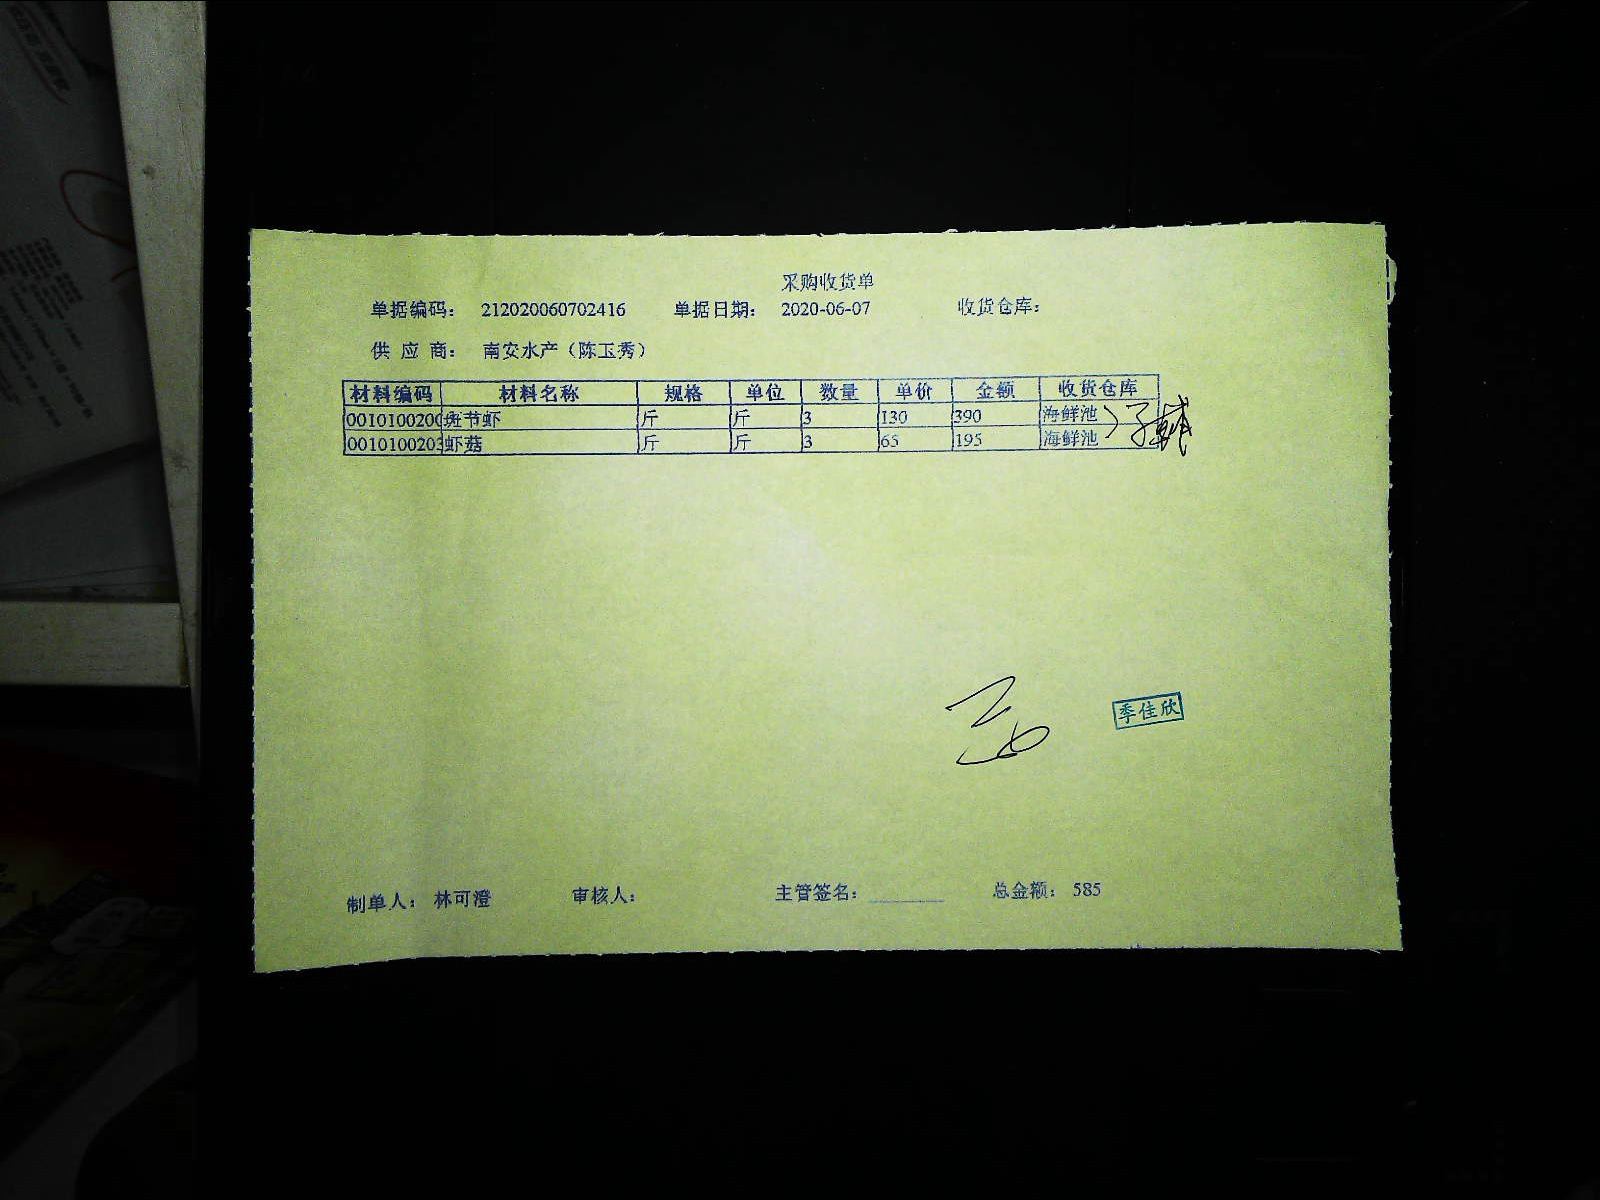 采购收货单
单据编码： 212020060702416 单据日期： 2020-06-07 收货仓库：
供 应 商： 南安水产（陈玉秀）
材料编码 材料名称 规格 单位 数量 单价 金额 收货仓库
0010100200 斑节虾 斤 斤 3 130 390 海鲜池
0010100203 虾菇 斤 斤 3 65 195 海鲜池
季佳欣
制单人： 林可澄 审核人： 主管签名： 总金额： 585